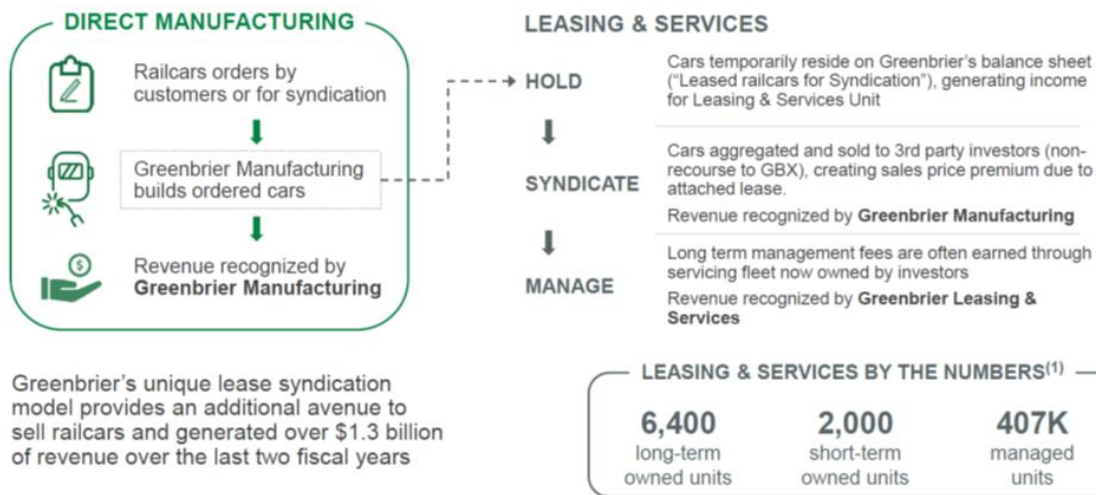 DIRECT MANUFACTURING
Railcars orders by
customers or for syndication
Greenbrier Manufacturing
builds ordered cars
$
Revenue recognized by
Greenbrier Manufacturing
LEASING & SERVICES
HOLD
Cars temporarily reside on Greenbrier's balance sheet
("Leased railcars for Syndication"), generating income
for Leasing & Services Unit
SYNDICATE
Cars aggregated and sold to 3rd party investors (non-
recourse to GBX), creating sales price premium due to
attached lease.
Revenue recognized by Greenbrier Manufacturing
MANAGE
Long term management fees are often earned through
servicing fleet now owned by investors
Revenue recognized by Greenbrier Leasing &
Services
Greenbrier's unique lease syndication
model provides an additional avenue to
sell railcars and generated over $1.3 billion
of revenue over the last two fiscal years
LEASING & SERVICES BY THE NUMBERS(1)
6,400
long-term
owned units
2,000
short-term
owned units
407K
managed
units